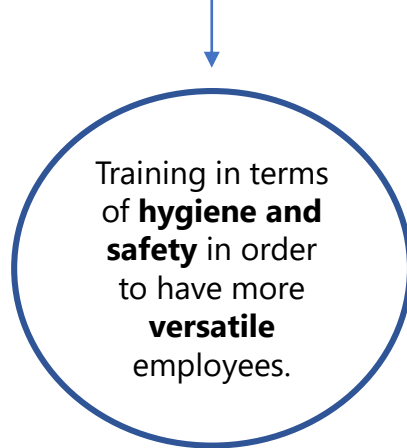 Training in terms
of hygiene and
safety in order
to have more
versatile
employees.